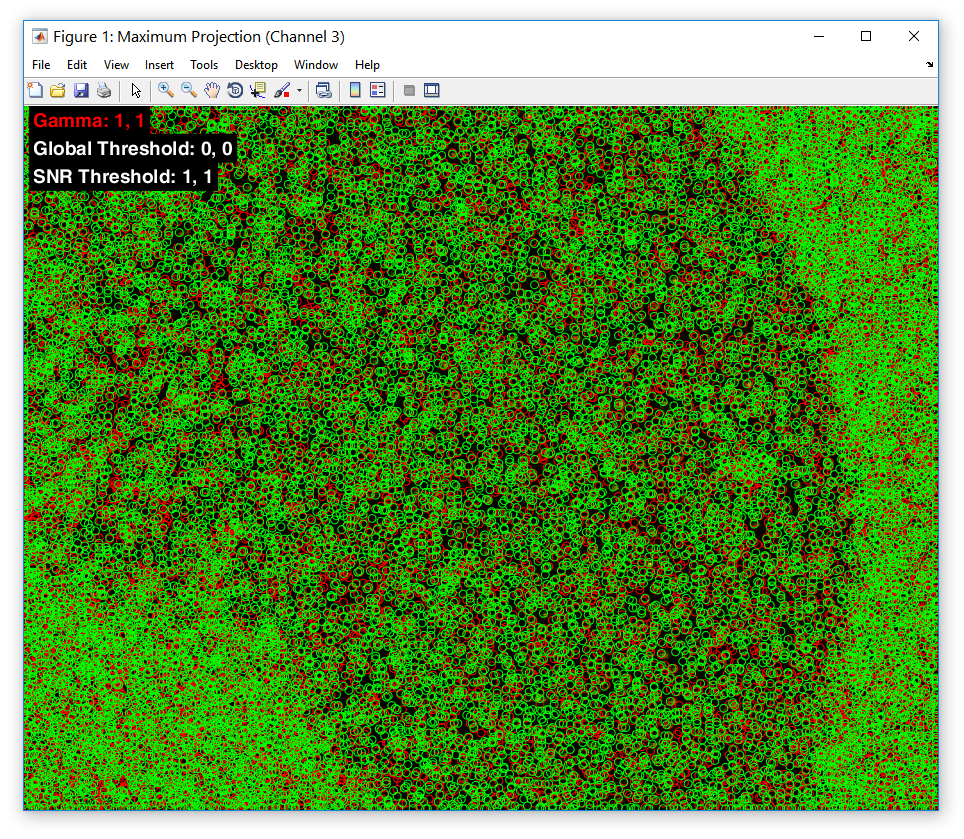 Figure 1: Maximum Projection (Channel 3)
File Edit View Insert Tools Desktop Window Help
Gamma: 1, 1
Global Threshold: 0, 0
SNR Threshold: 1, 1